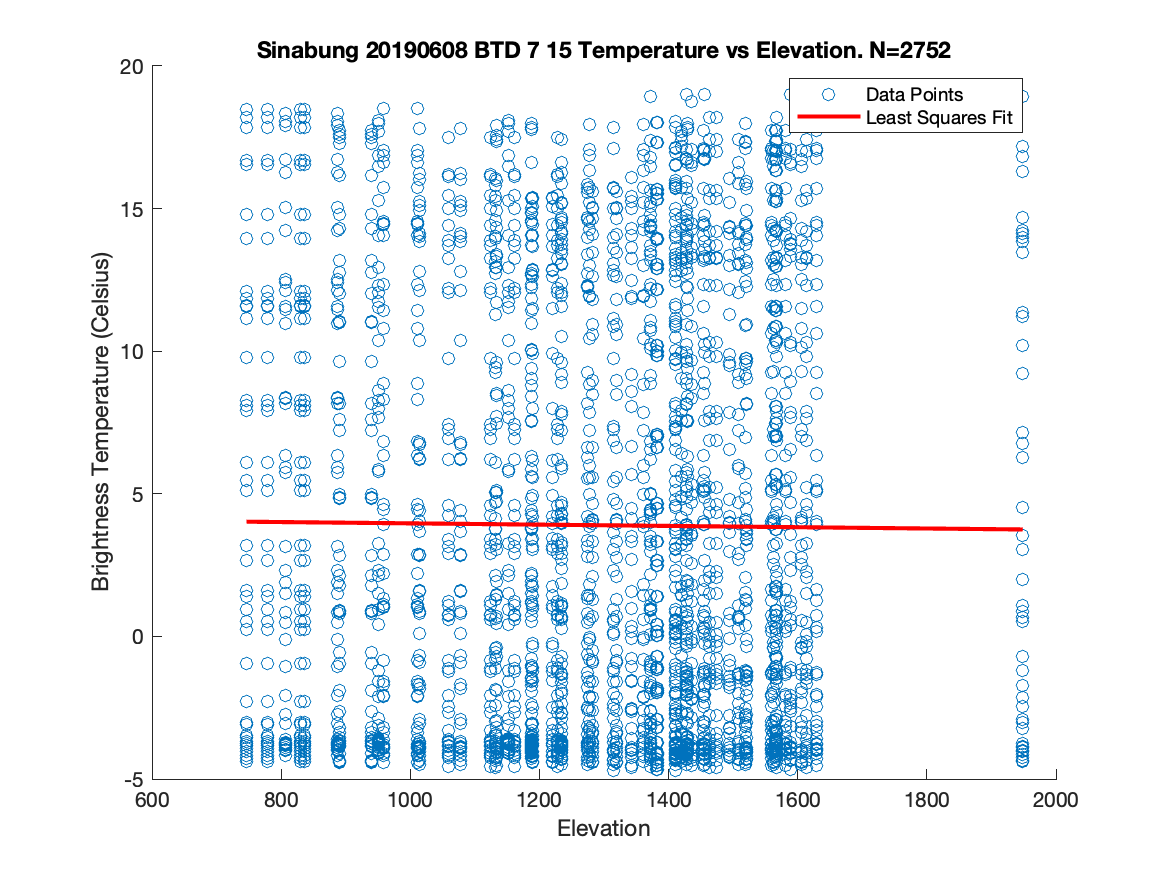 Sinabung 20190608 BTD 7 15 Temperature vs Elevation. N=2752
Data Points
Least Squares Fit
20
15
10
5
0
-5
Brightness Temperature (Celsius)
600 800 1000 1200 1400 1600 1800 2000
Elevation